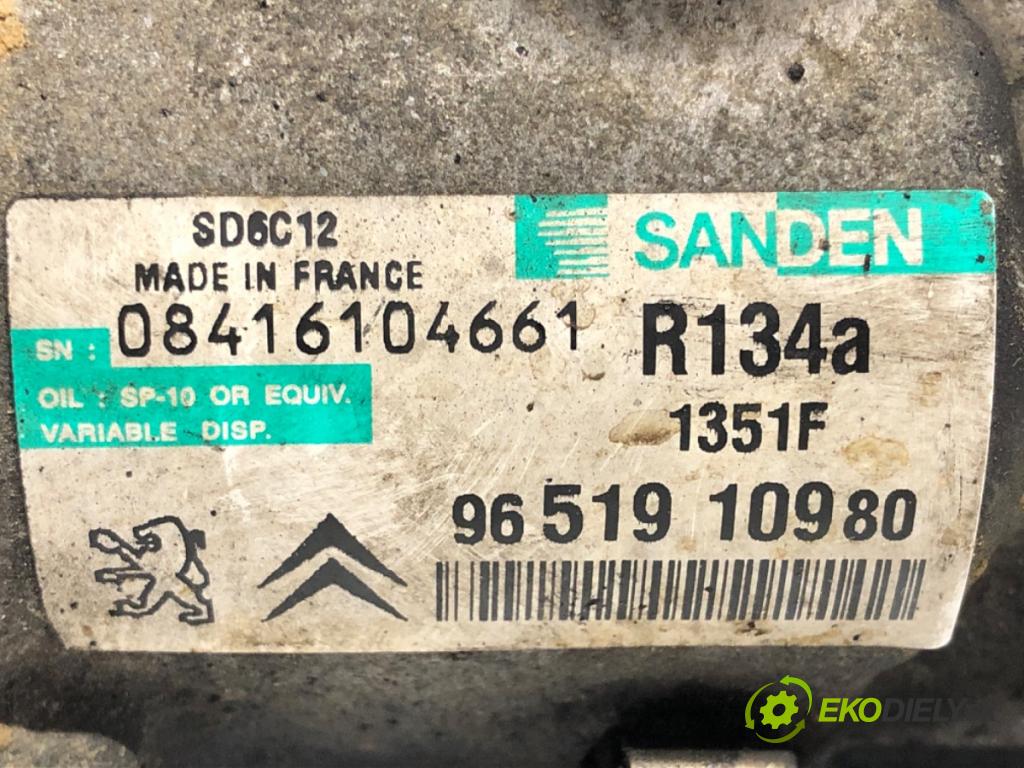 SD6C12
MADE IN FRANCE
SANDEN
SN : 08416104661
R134a
OIL : SP-10 OR EQUIV.
VARIABLE DISP.
1351F
96 519 109 80
EKODIELY